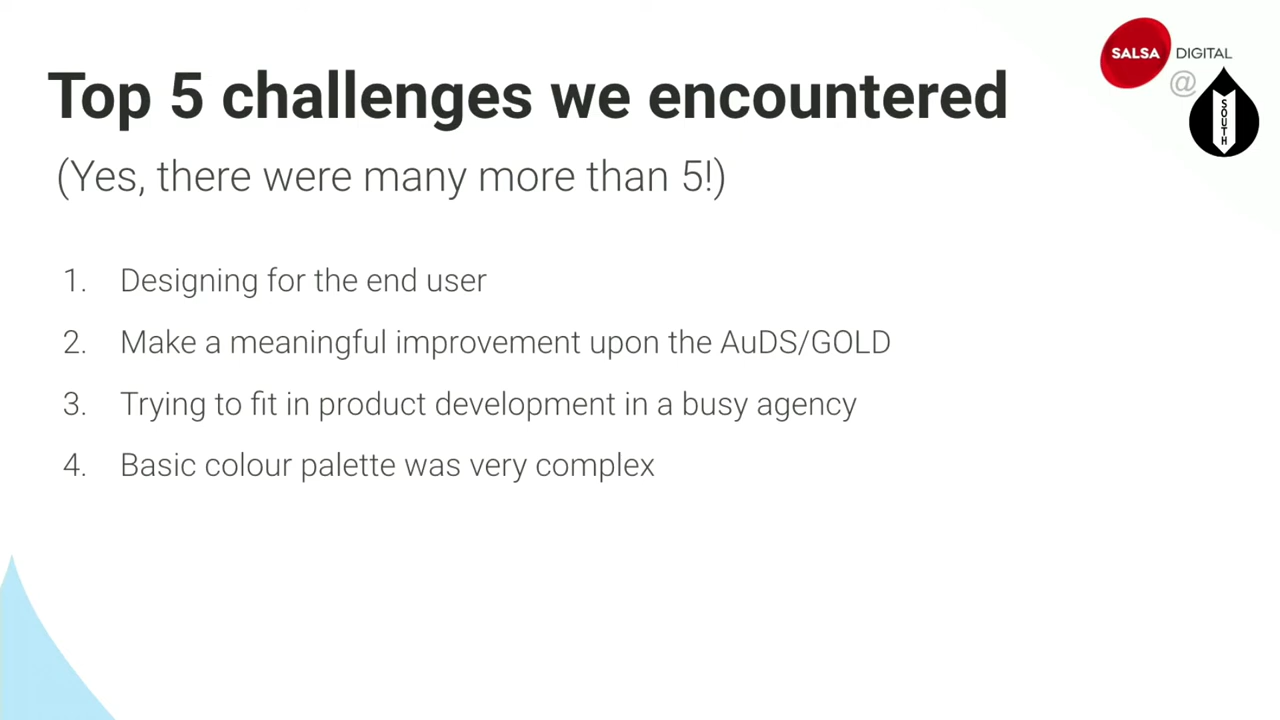 Top 5 challenges we encountered
SALSA DIGITAL
@
SOUTH
(Yes, there were many more than 5!)
1. Designing for the end user
2. Make a meaningful improvement upon the AuDS/GOLD
3. Trying to fit in product development in a busy agency
4. Basic colour palette was very complex